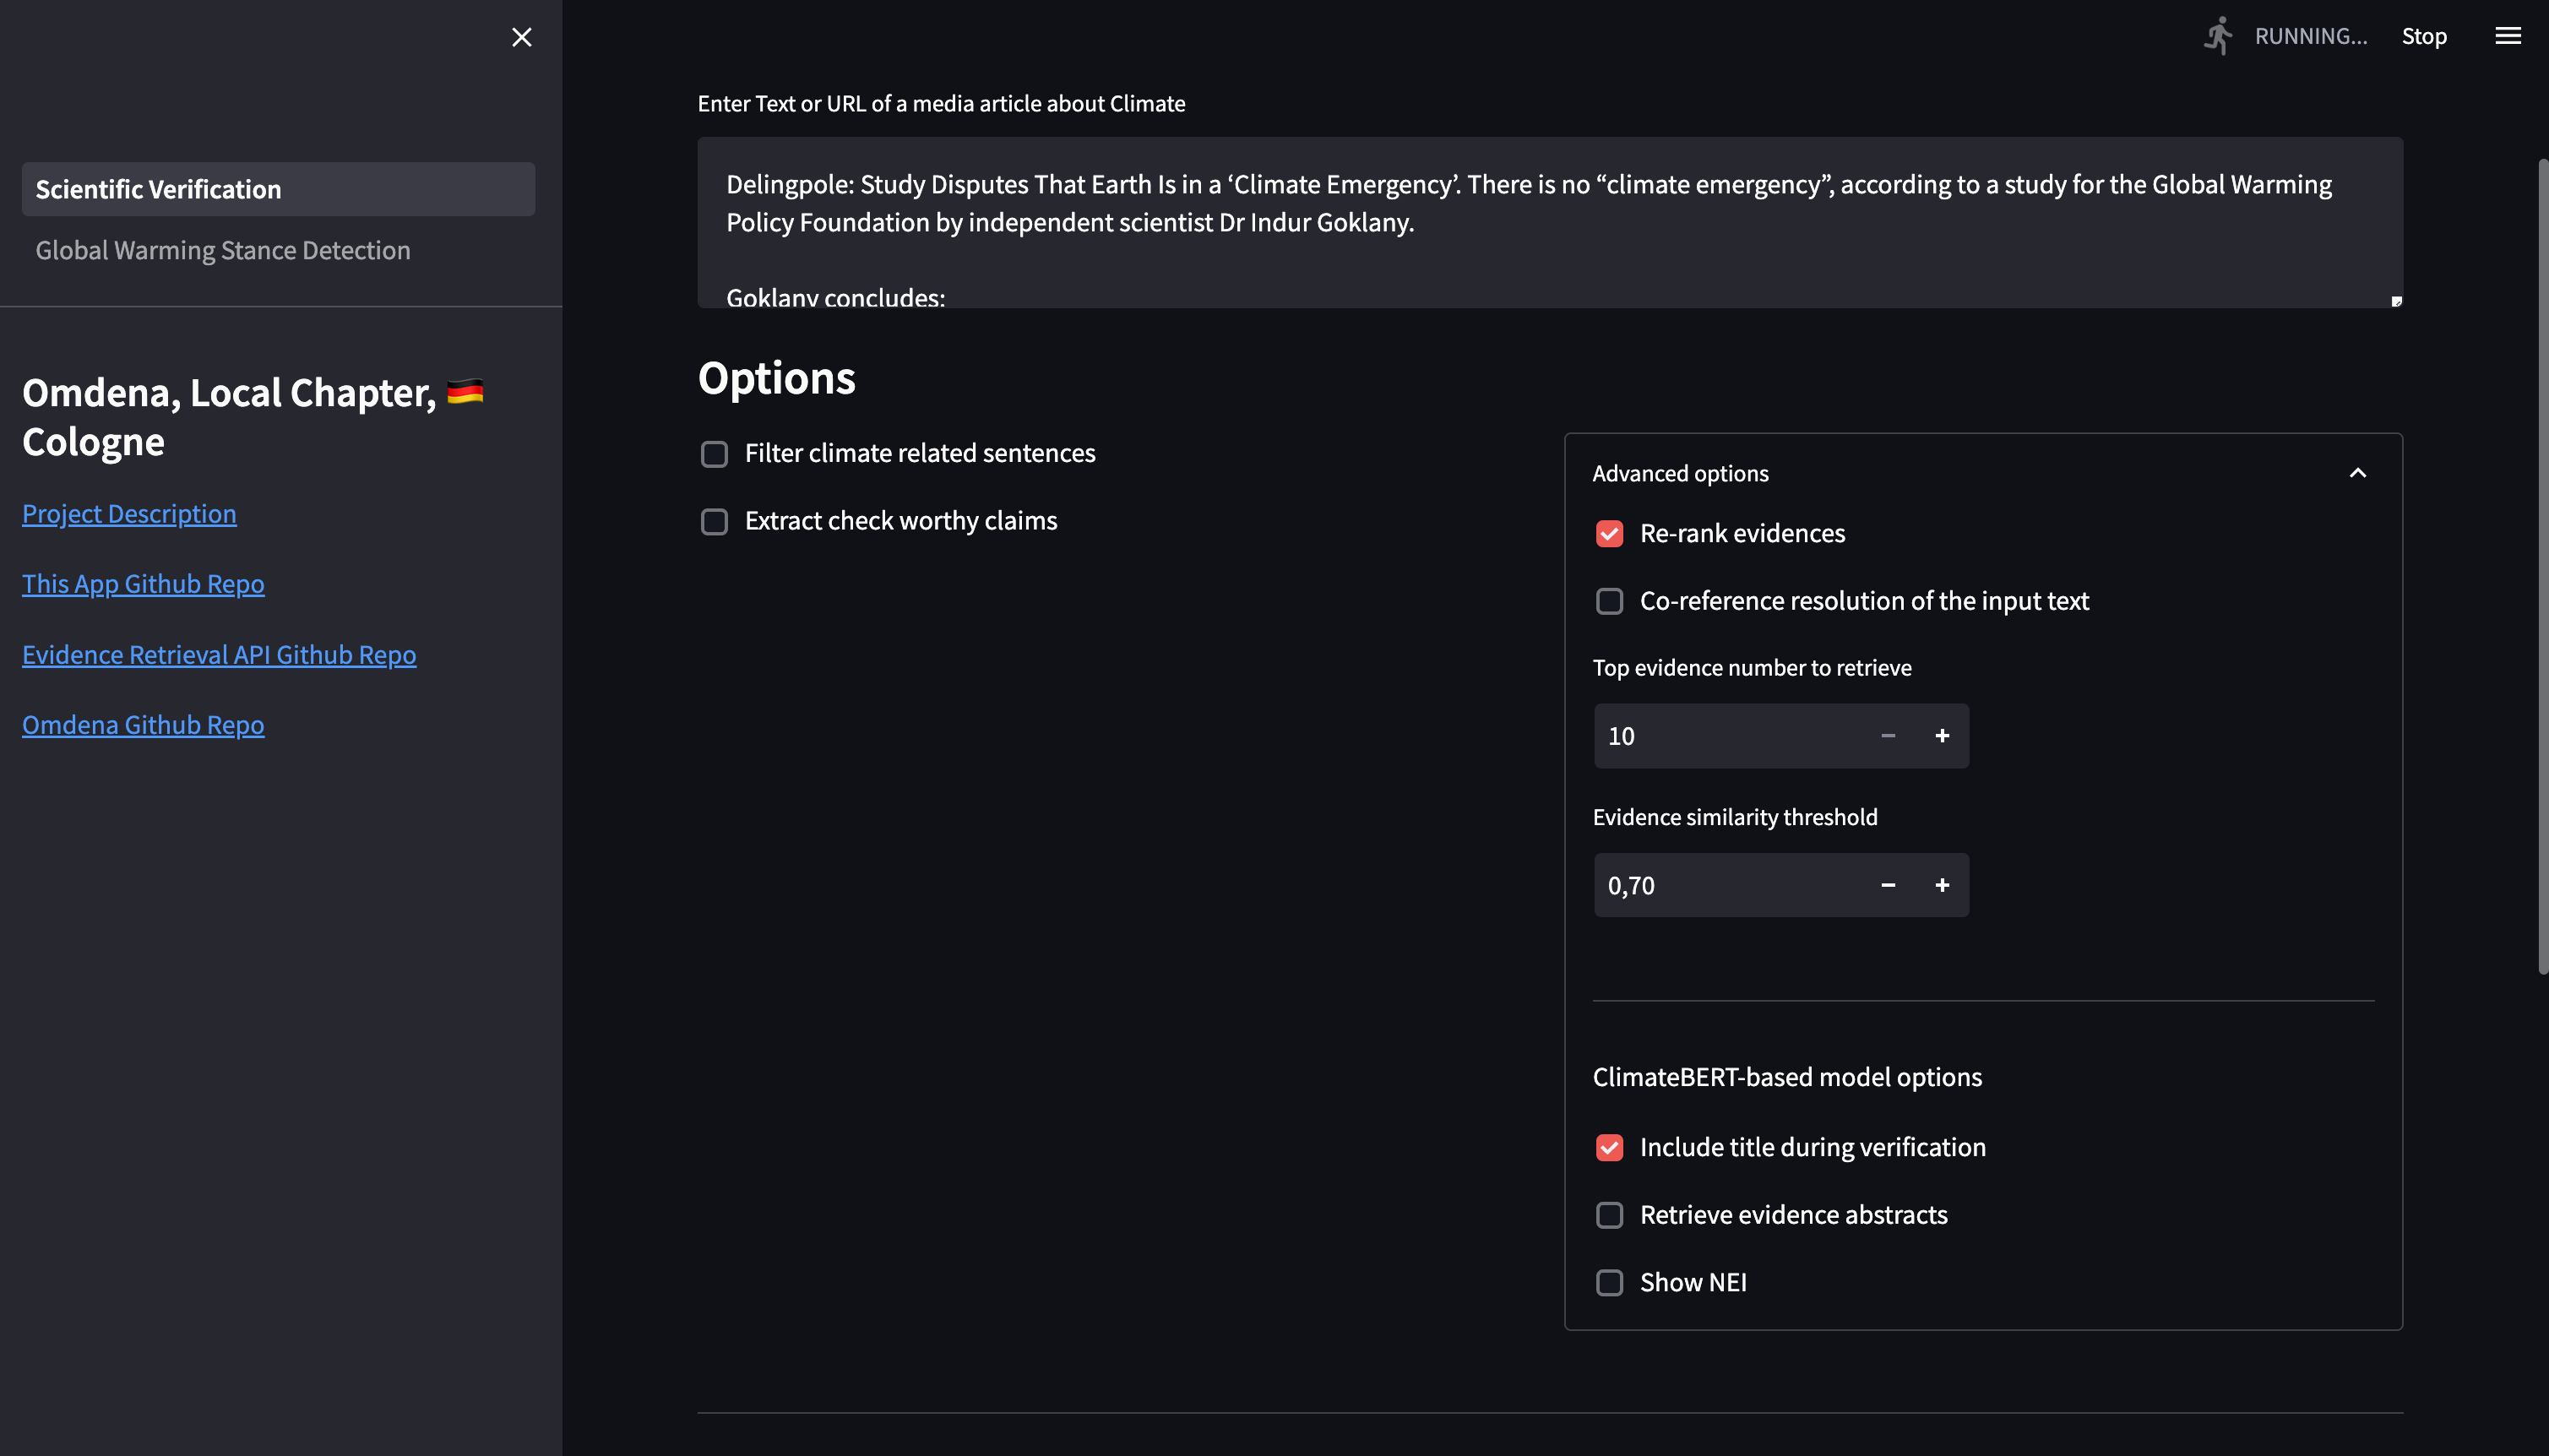 Scientific Verification
Global Warming Stance Detection
Omdena, Local Chapter, 🇩🇪
Cologne
Project Description
This App Github Repo
Evidence Retrieval API Github Repo
Omdena Github Repo
RUNNING...
Stop
Enter Text or URL of a media article about Climate
Delingpole: Study Disputes That Earth Is in a ‘Climate Emergency’. There is no “climate emergency”, according to a study for the Global Warming
Policy Foundation by independent scientist Dr Indur Goklany.
Goklany concludes:
Options
Filter climate related sentences
Extract check worthy claims
Advanced options
Re-rank evidences
Co-reference resolution of the input text
Top evidence number to retrieve
10
Evidence similarity threshold
0,70
ClimateBERT-based model options
Include title during verification
Retrieve evidence abstracts
Show NEI